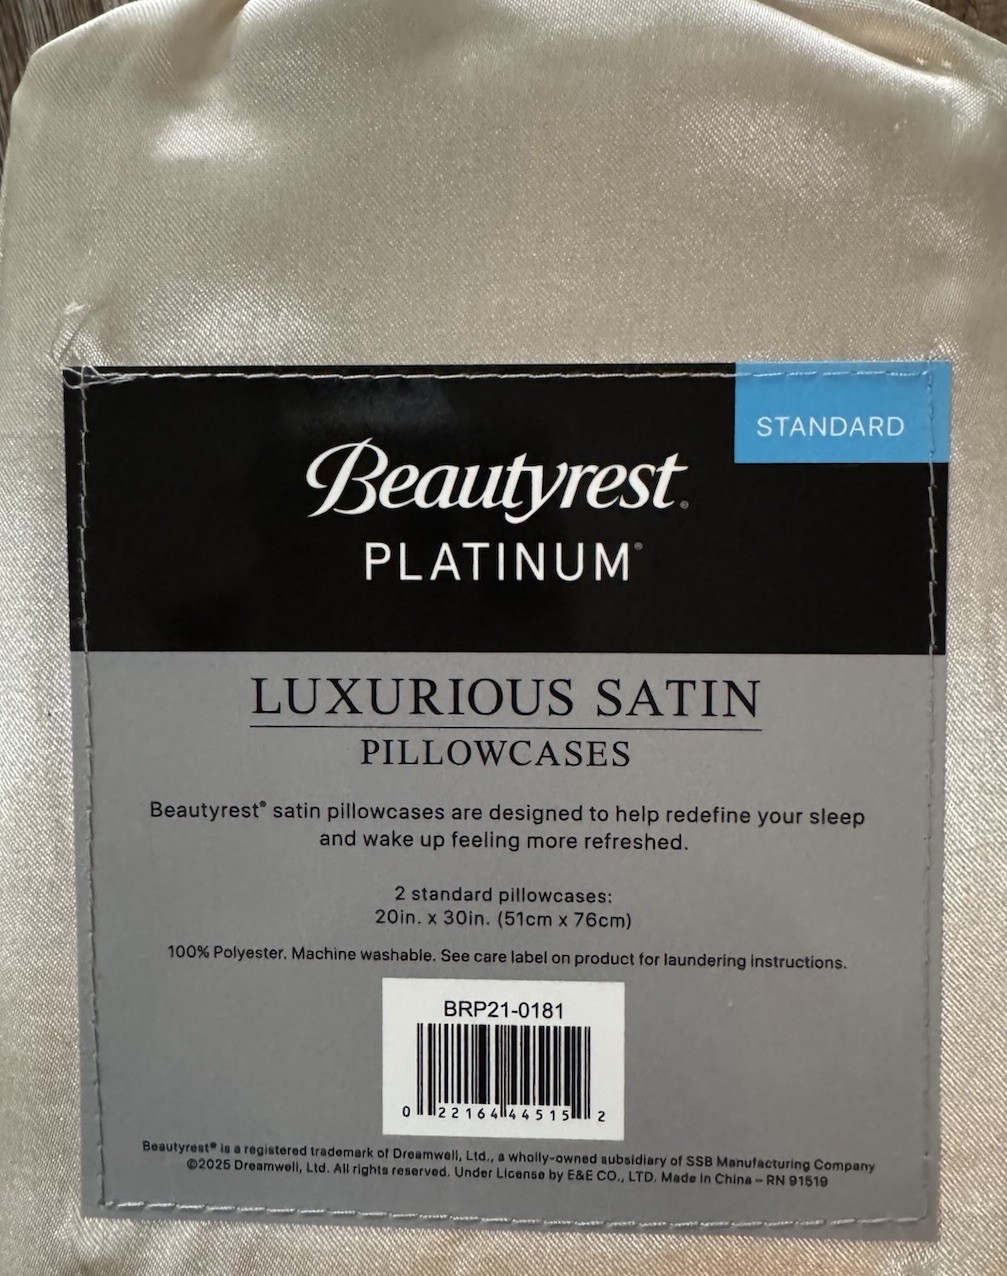 STANDARD
Beautyrest®
PLATINUM®
LUXURIOUS SATIN
PILLOWCASES
Beautyrest® satin pillowcases are designed to help redefine your sleep
and wake up feeling more refreshed.
2 standard pillowcases:
20in. x 30in. (51cm x 76cm)
100% Polyester. Machine washable. See care label on product for laundering instructions.
BRP21-0181
0 22164 44515 2
Beautyrest® is a registered trademark of Dreamwell, Ltd., a wholly-owned subsidiary of SSB Manufacturing Company
©2025 Dreamwell, Ltd. All rights reserved. Under License by E&E CO., LTD. Made in China – RN 91519